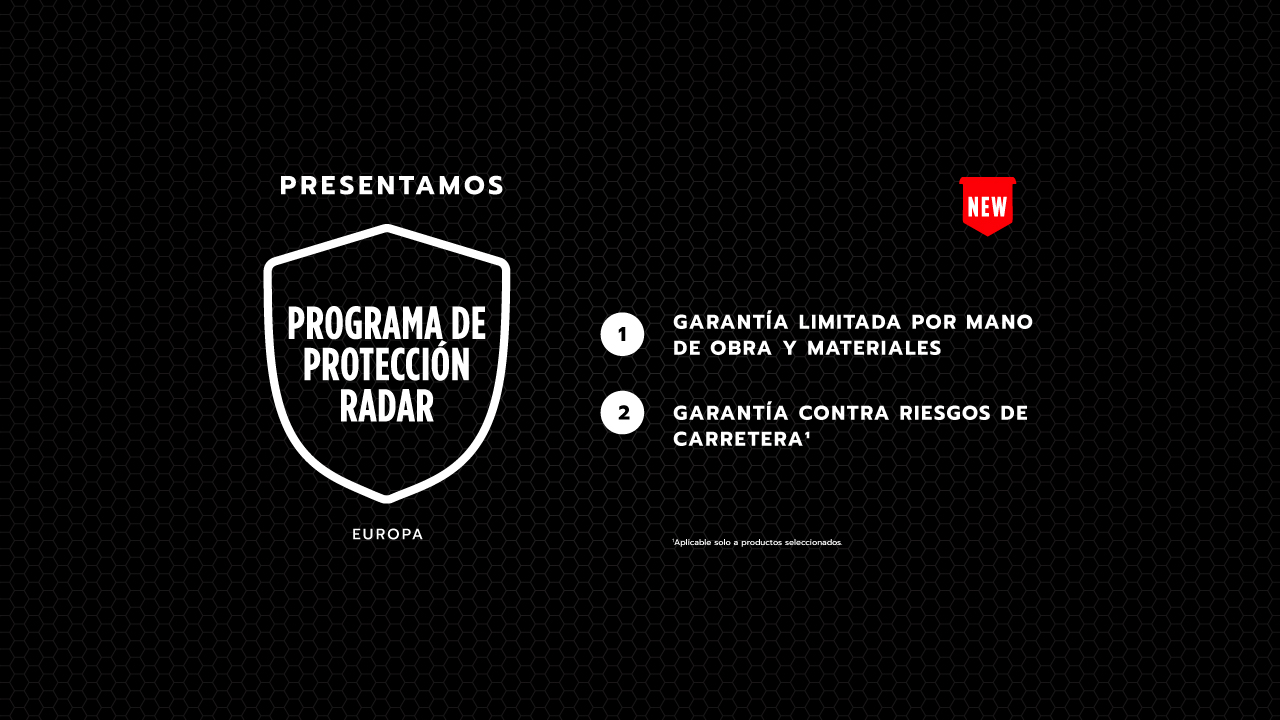 PRESENTAMOS
PROGRAMA DE
PROTECCIÓN
RADAR
EUROPA
NEW
1
GARANTÍA LIMITADA POR MANO
DE OBRA Y MATERIALES
2
GARANTÍA CONTRA RIESGOS DE
CARRETERA¹
¹Aplicable solo a productos seleccionados.